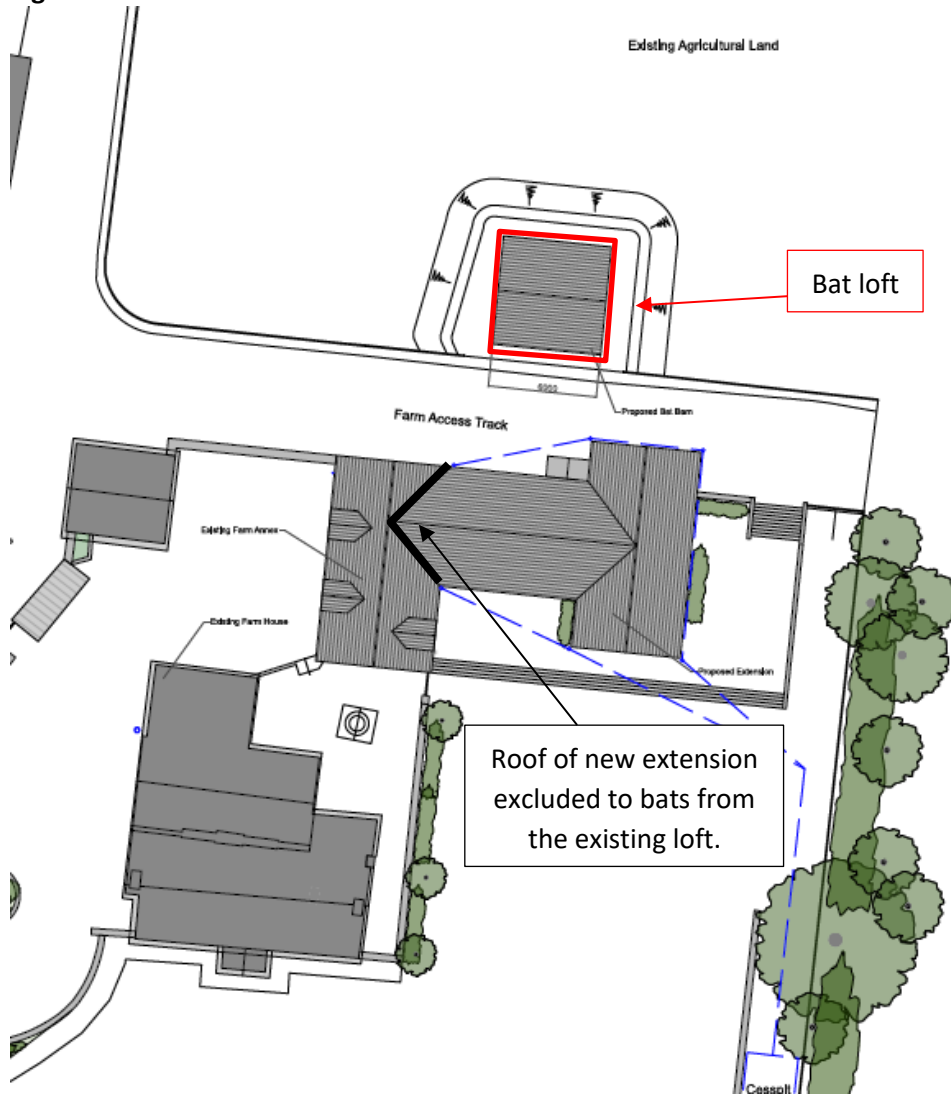 g
Existing Agricultural Land
Bat loft
6000
Proposed Bat Barn
Farm Access Track
Existing Farm Annex
Existing Farm House
Proposed Extension
Roof of new extension
excluded to bats from
the existing loft.
Cesspit